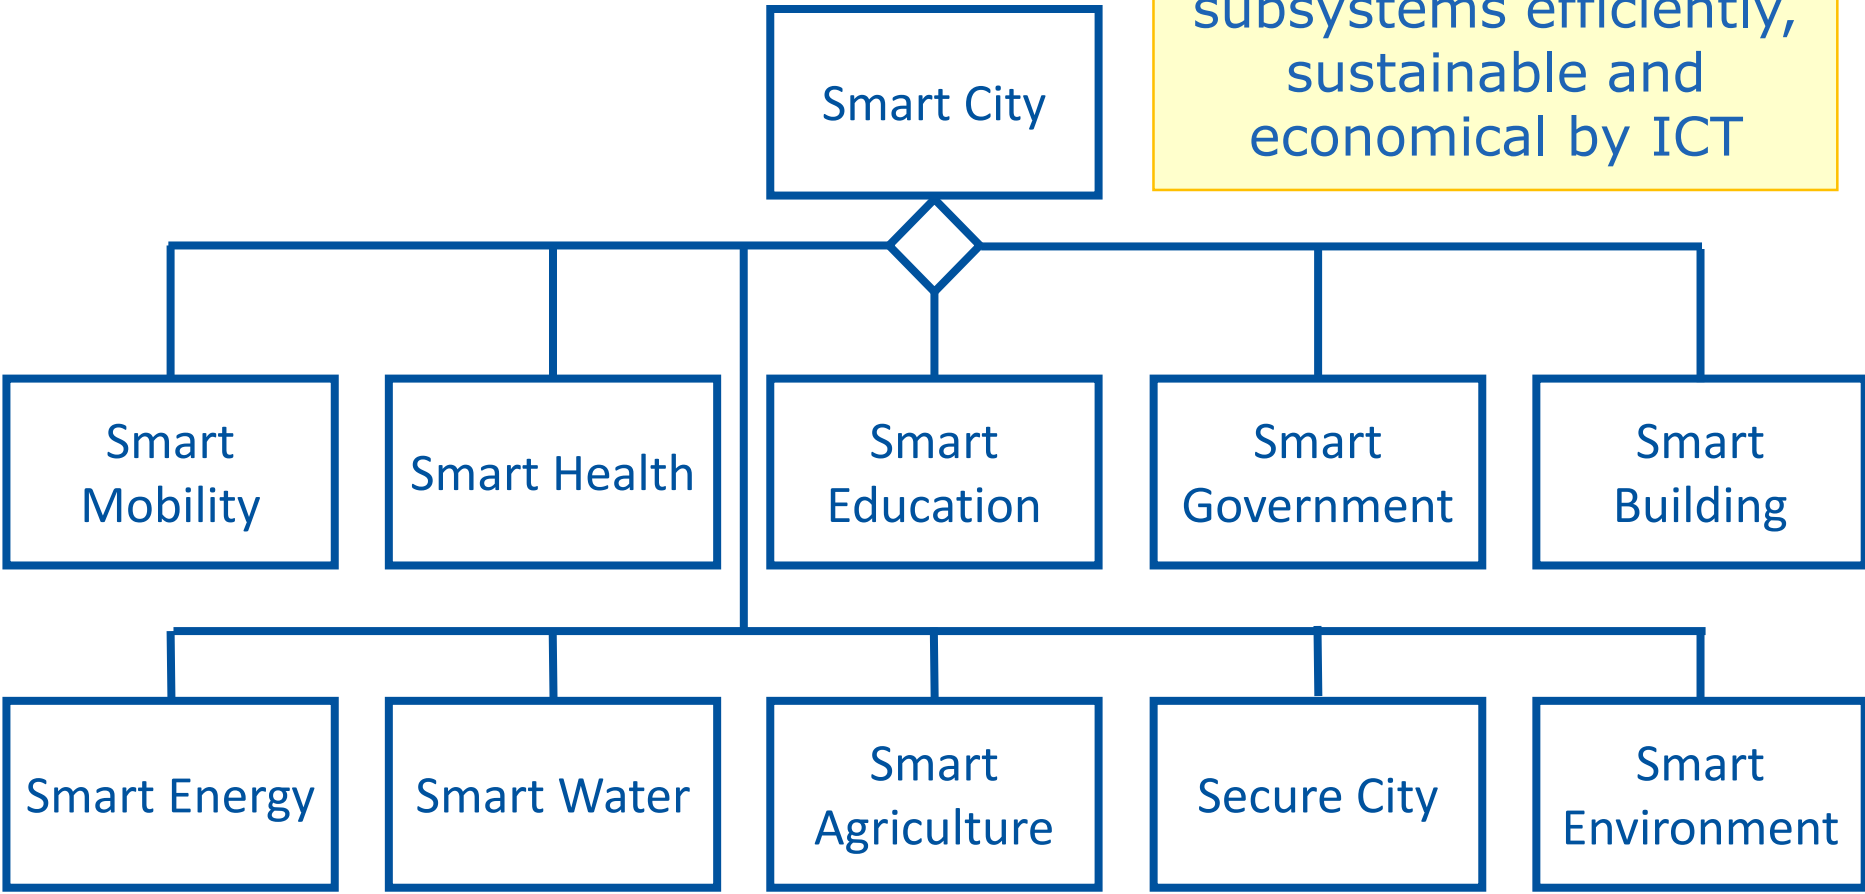 subsystems efficiently,
sustainable and
economical by ICT
Smart City
Smart
Mobility
Smart Health
Smart
Education
Smart
Government
Smart
Building
Smart Energy
Smart Water
Smart
Agriculture
Secure City
Smart
Environment